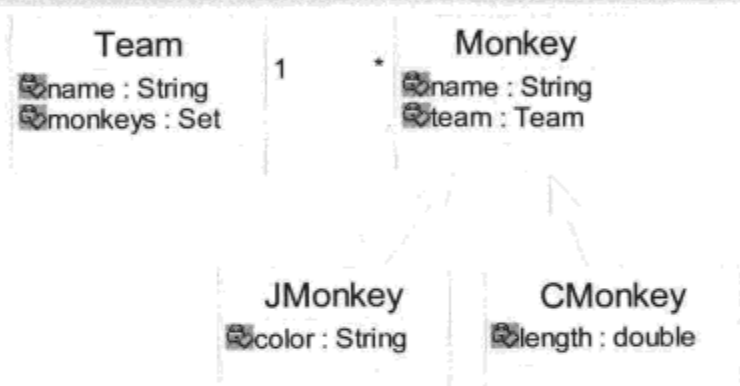 Team
name : String
monkeys : Set
1
*
Monkey
name : String
team : Team
JMonkey
color : String
CMonkey
length : double